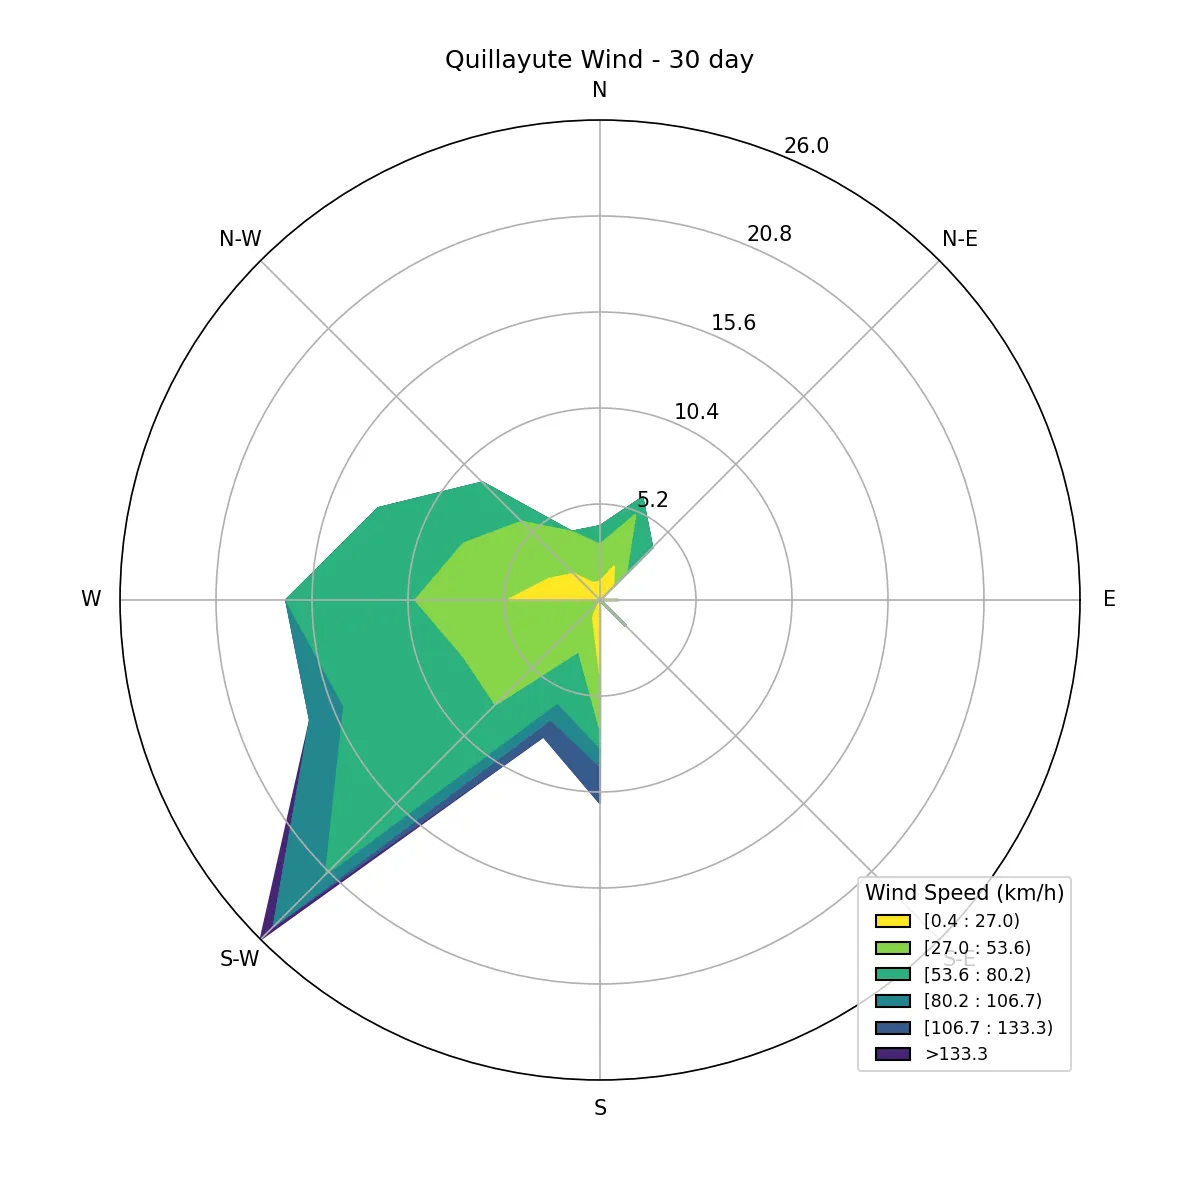 Quillayute Wind - 30 day
N
26.0
N-W
N-E
20.8
15.6
10.4
5.2
W
E
S-W
S-E
Wind Speed (km/h)
[0.4 : 27.0)
[27.0 : 53.6)
[53.6 : 80.2)
[80.2 : 106.7)
[106.7 : 133.3)
>133.3
S